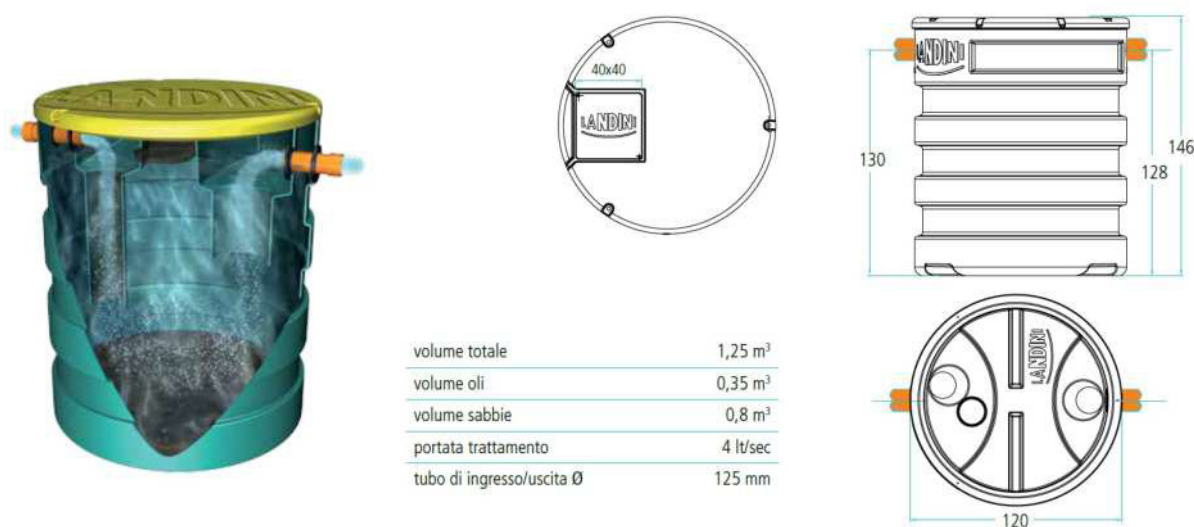 LANDINI
40x40
LANDINI
LANDINI
130
128
146
volume totale 1,25 m³
volume oli 0,35 m³
volume sabbie 0,8 m³
portata trattamento 4 lt/sec
tubo di ingresso/uscita Ø 125 mm
LANDINI
120